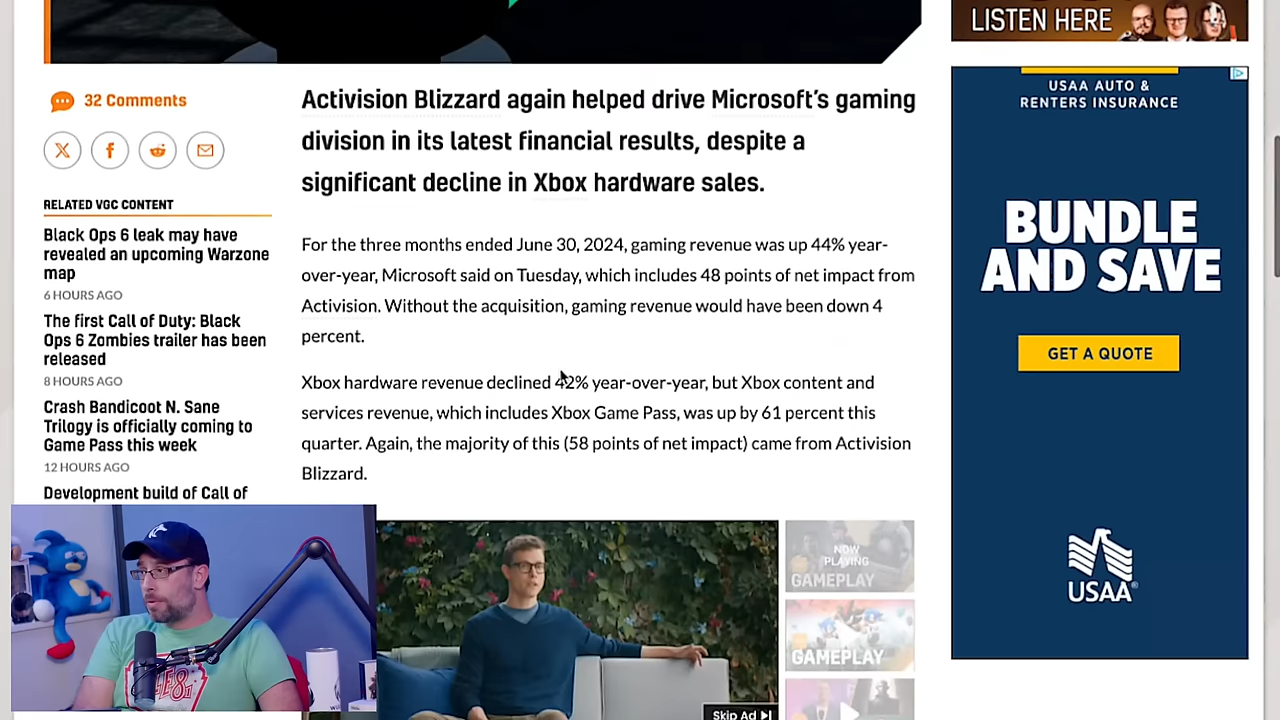 LISTEN HERE
32 Comments
Activision Blizzard again helped drive Microsoft's gaming
division in its latest financial results, despite a
significant decline in Xbox hardware sales.
RELATED VGC CONTENT
Black Ops 6 leak may have
revealed an upcoming Warzone
map
6 HOURS AGO
The first Call of Duty: Black
Ops 6 Zombies trailer has been
released
8 HOURS AGO
Crash Bandicoot N. Sane
Trilogy is officially coming to
Game Pass this week
12 HOURS AGO
Development build of Call of
For the three months ended June 30, 2024, gaming revenue was up 44% year-
over-year, Microsoft said on Tuesday, which includes 48 points of net impact from
Activision. Without the acquisition, gaming revenue would have been down 4
percent.
Xbox hardware revenue declined 42% year-over-year, but Xbox content and
services revenue, which includes Xbox Game Pass, was up by 61 percent this
quarter. Again, the majority of this (58 points of net impact) came from Activision
Blizzard.
USAA AUTO &
RENTERS INSURANCE
BUNDLE
AND SAVE
GET A QUOTE
USAA
NOW
PLAYING
GAMEPLAY
GAMEPLAY
Skip Ad